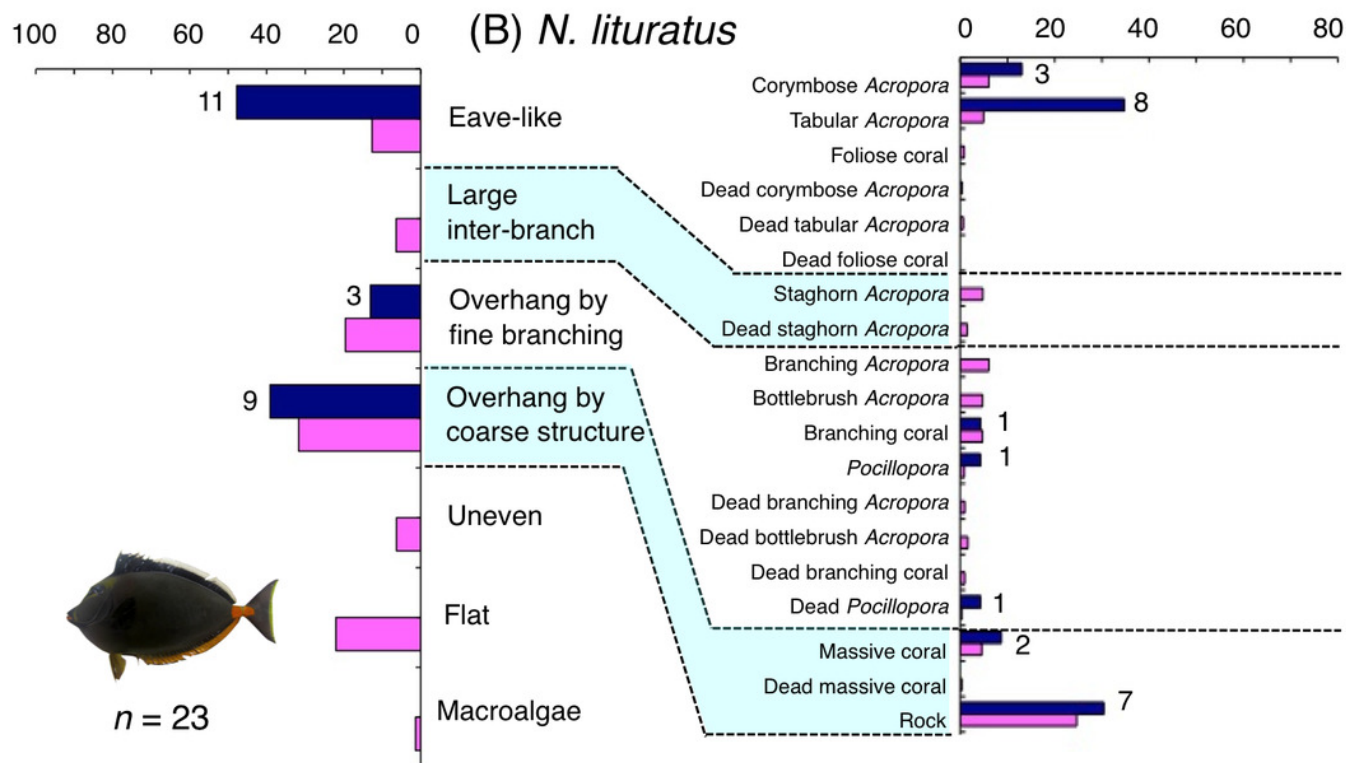 100 80 60 40 20 0
(B) N. lituratus
0 20 40 60 80
11
Eave-like
Large
inter-branch
3
Overhang by
fine branching
9
Overhang by
coarse structure
Uneven
Flat
Macroalgae
n = 23
Corymbose Acropora
3
Tabular Acropora
8
Foliose coral
Dead corymbose Acropora
Dead tabular Acropora
Dead foliose coral
Staghorn Acropora
Dead staghorn Acropora
Branching Acropora
Bottlebrush Acropora
Branching coral
1
Pocillopora
1
Dead branching Acropora
Dead bottlebrush Acropora
Dead branching coral
Dead Pocillopora
1
Massive coral
2
Dead massive coral
Rock
7